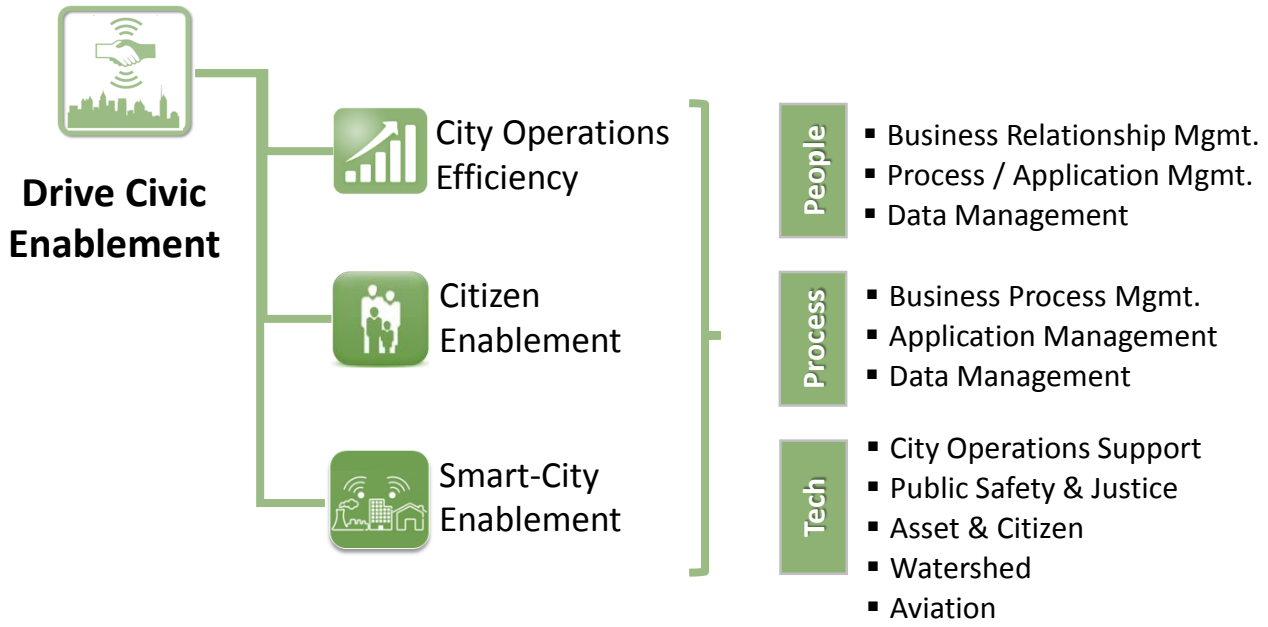 Drive Civic
Enablement
City Operations
Efficiency
Citizen
Enablement
Smart-City
Enablement
People
▪ Business Relationship Mgmt.
▪ Process / Application Mgmt.
▪ Data Management
Process
▪ Business Process Mgmt.
▪ Application Management
▪ Data Management
Tech
▪ City Operations Support
▪ Public Safety & Justice
▪ Asset & Citizen
▪ Watershed
▪ Aviation